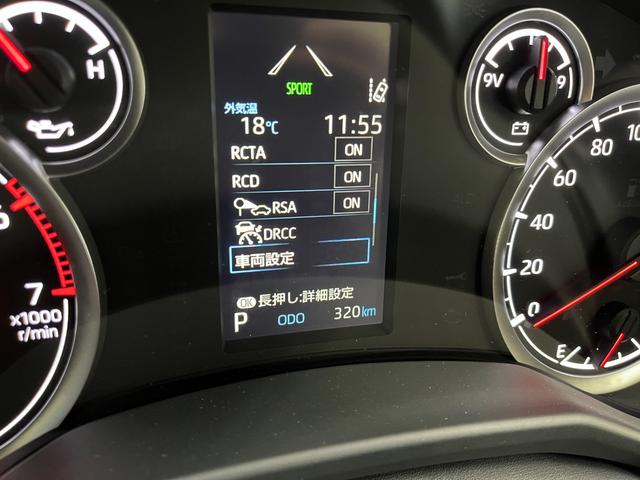 H
SPORT
外気温
18℃ 11:55
RCTA ON
RCD ON
RSA ON
DRCC
車両設定
OK 長押し:詳細設定
P ODO 320km
7
x1000
r/min
9V
0
20
40
60
80
E